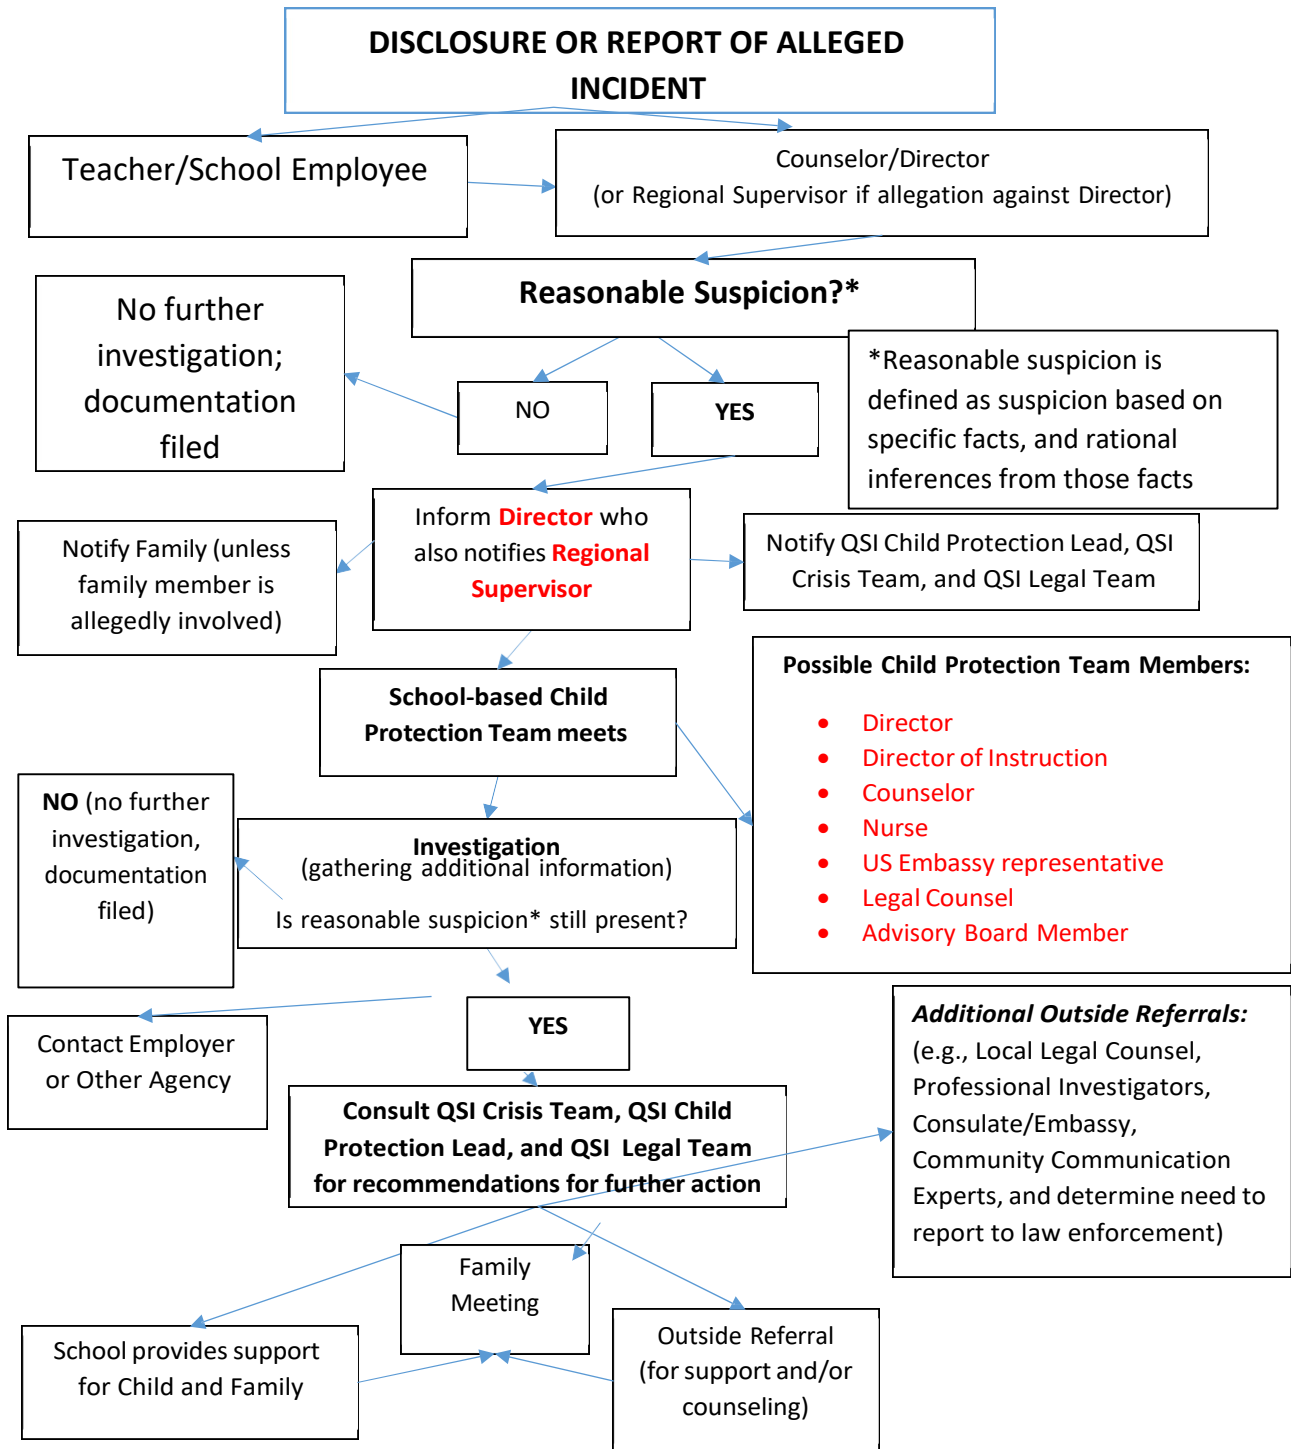 DISCLOSURE OR REPORT OF ALLEGED
INCIDENT
Teacher/School Employee
Counselor/Director
(or Regional Supervisor if allegation against Director)
Reasonable Suspicion?*
No further
investigation;
documentation
filed
NO
YES
*Reasonable suspicion is
defined as suspicion based on
specific facts, and rational
inferences from those facts
Inform Director who
also notifies Regional
Supervisor
Notify Family (unless
family member is
allegedly involved)
Notify QSI Child Protection Lead, QSI
Crisis Team, and QSI Legal Team
School-based Child
Protection Team meets
Possible Child Protection Team Members:
• Director
• Director of Instruction
• Counselor
• Nurse
• US Embassy representative
• Legal Counsel
• Advisory Board Member
NO (no further
investigation,
documentation
filed)
Investigation
(gathering additional information)
Is reasonable suspicion* still present?
YES
Contact Employer
or Other Agency
Additional Outside Referrals:
(e.g., Local Legal Counsel,
Professional Investigators,
Consulate/Embassy,
Community Communication
Experts, and determine need to
report to law enforcement)
Consult QSI Crisis Team, QSI Child
Protection Lead, and QSI Legal Team
for recommendations for further action
Family
Meeting
School provides support
for Child and Family
Outside Referral
(for support and/or
counseling)